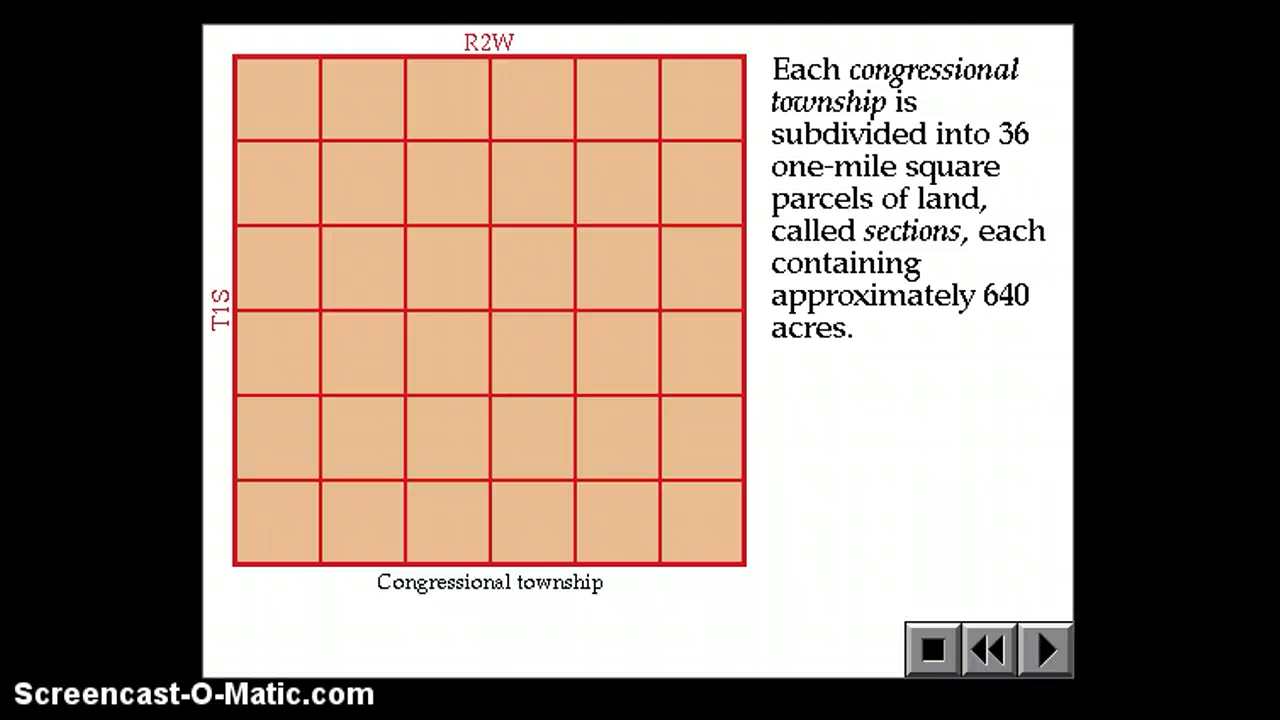 R2W
Each congressional
township is
subdivided into 36
one-mile square
parcels of land,
called sections, each
containing
approximately 640
acres.
T1S
Congressional township
Screencast-O-Matic.com